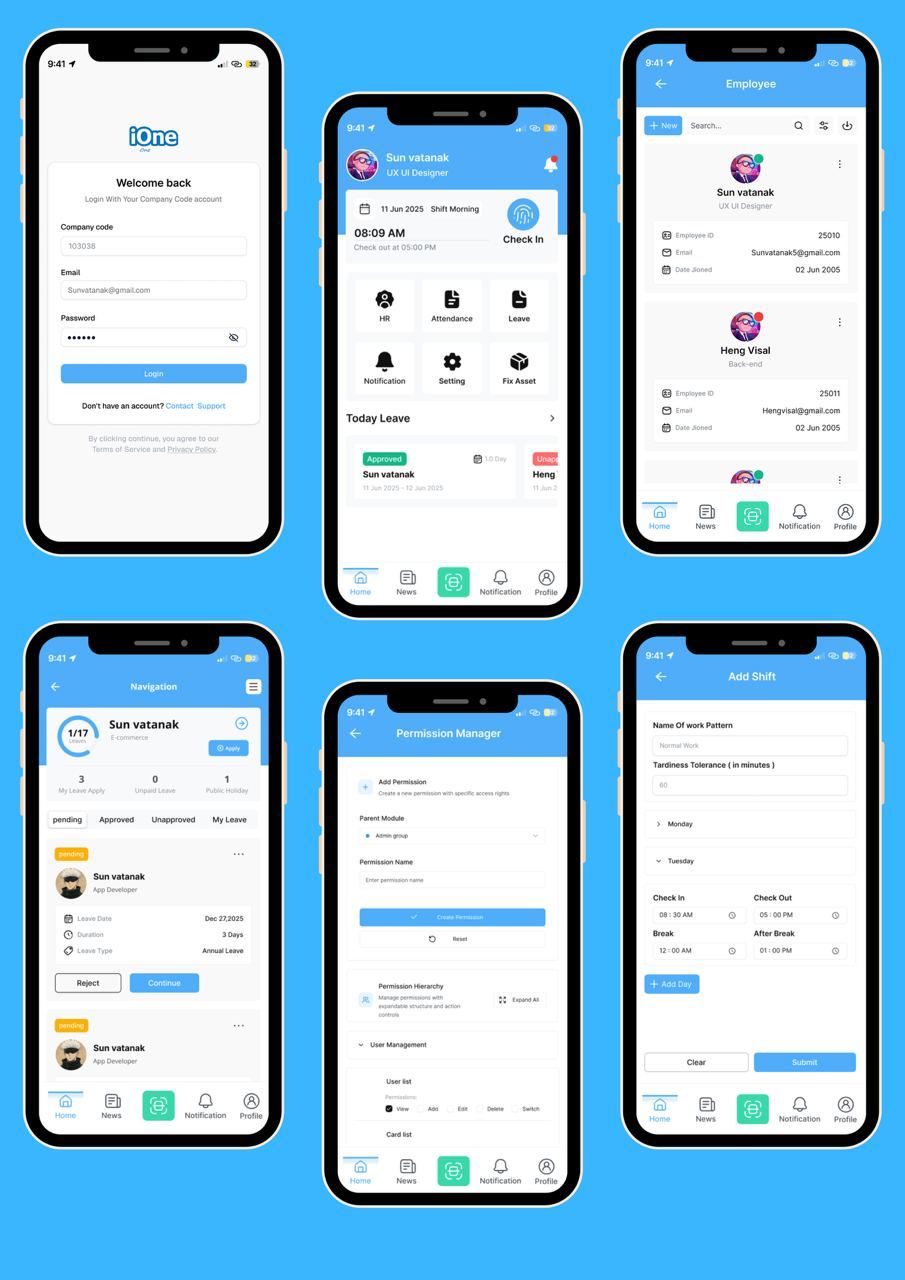 9:41
32
iOne
One
Welcome back
Login With Your Company Code account
Company code
103038
Email
Sunvatanak@gmail.com
Password
Login
Don't have an account? Contact Support
By clicking continue, you agree to our
Terms of Service and Privacy Policy.
9:41
32
Sun vatanak
UX UI Designer
11 Jun 2025 Shift Morning
08:09 AM
Check out at 05:00 PM
Check In
HR
Attendance
Leave
Notification
Setting
Fix Asset
Today Leave
Approved
1.0 Day
Sun vatanak
11 Jun 2025 - 12 Jun 2025
Unapp
Heng
11 Jun 2
Home
News
Notification
Profile
9:41
32
Employee
+ New
Search...
Sun vatanak
UX UI Designer
Employee ID 25010
Email Sunvatanak5@gmail.com
Date Jioned 02 Jun 2005
Heng Visal
Back-end
Employee ID 25011
Email Hengvisal@gmail.com
Date Jioned 02 Jun 2005
Home
News
Notification
Profile
9:41
32
Navigation
1/17
Leaves
Sun vatanak
E-commerce
Apply
3
My Leave Apply
0
Unpaid Leave
1
Public Holiday
pending
Approved
Unapproved
My Leave
pending
Sun vatanak
App Developer
Leave Date Dec 27,2025
Duration 3 Days
Leave Type Annual Leave
Reject
Continue
pending
Sun vatanak
App Developer
Home
News
Notification
Profile
9:41
32
Permission Manager
Add Permission
Create a new permission with specific access rights
Parent Module
Admin group
Permission Name
Enter permission name
Create Permission
Reset
Permission Hierarchy
Manage permissions with
expandable structure and action
controls
Expand All
User Management
User list
Permissions:
View Add Edit Delete Switch
Card list
Home
News
Notification
Profile
9:41
32
Add Shift
Name Of work Pattern
Normal Work
Tardiness Tolerance ( in minutes )
60
Monday
Tuesday
Check In
Check Out
08 : 30 AM
05 : 00 PM
Break
After Break
12 : 00 AM
01 : 00 PM
+ Add Day
Clear
Submit
Home
News
Notification
Profile